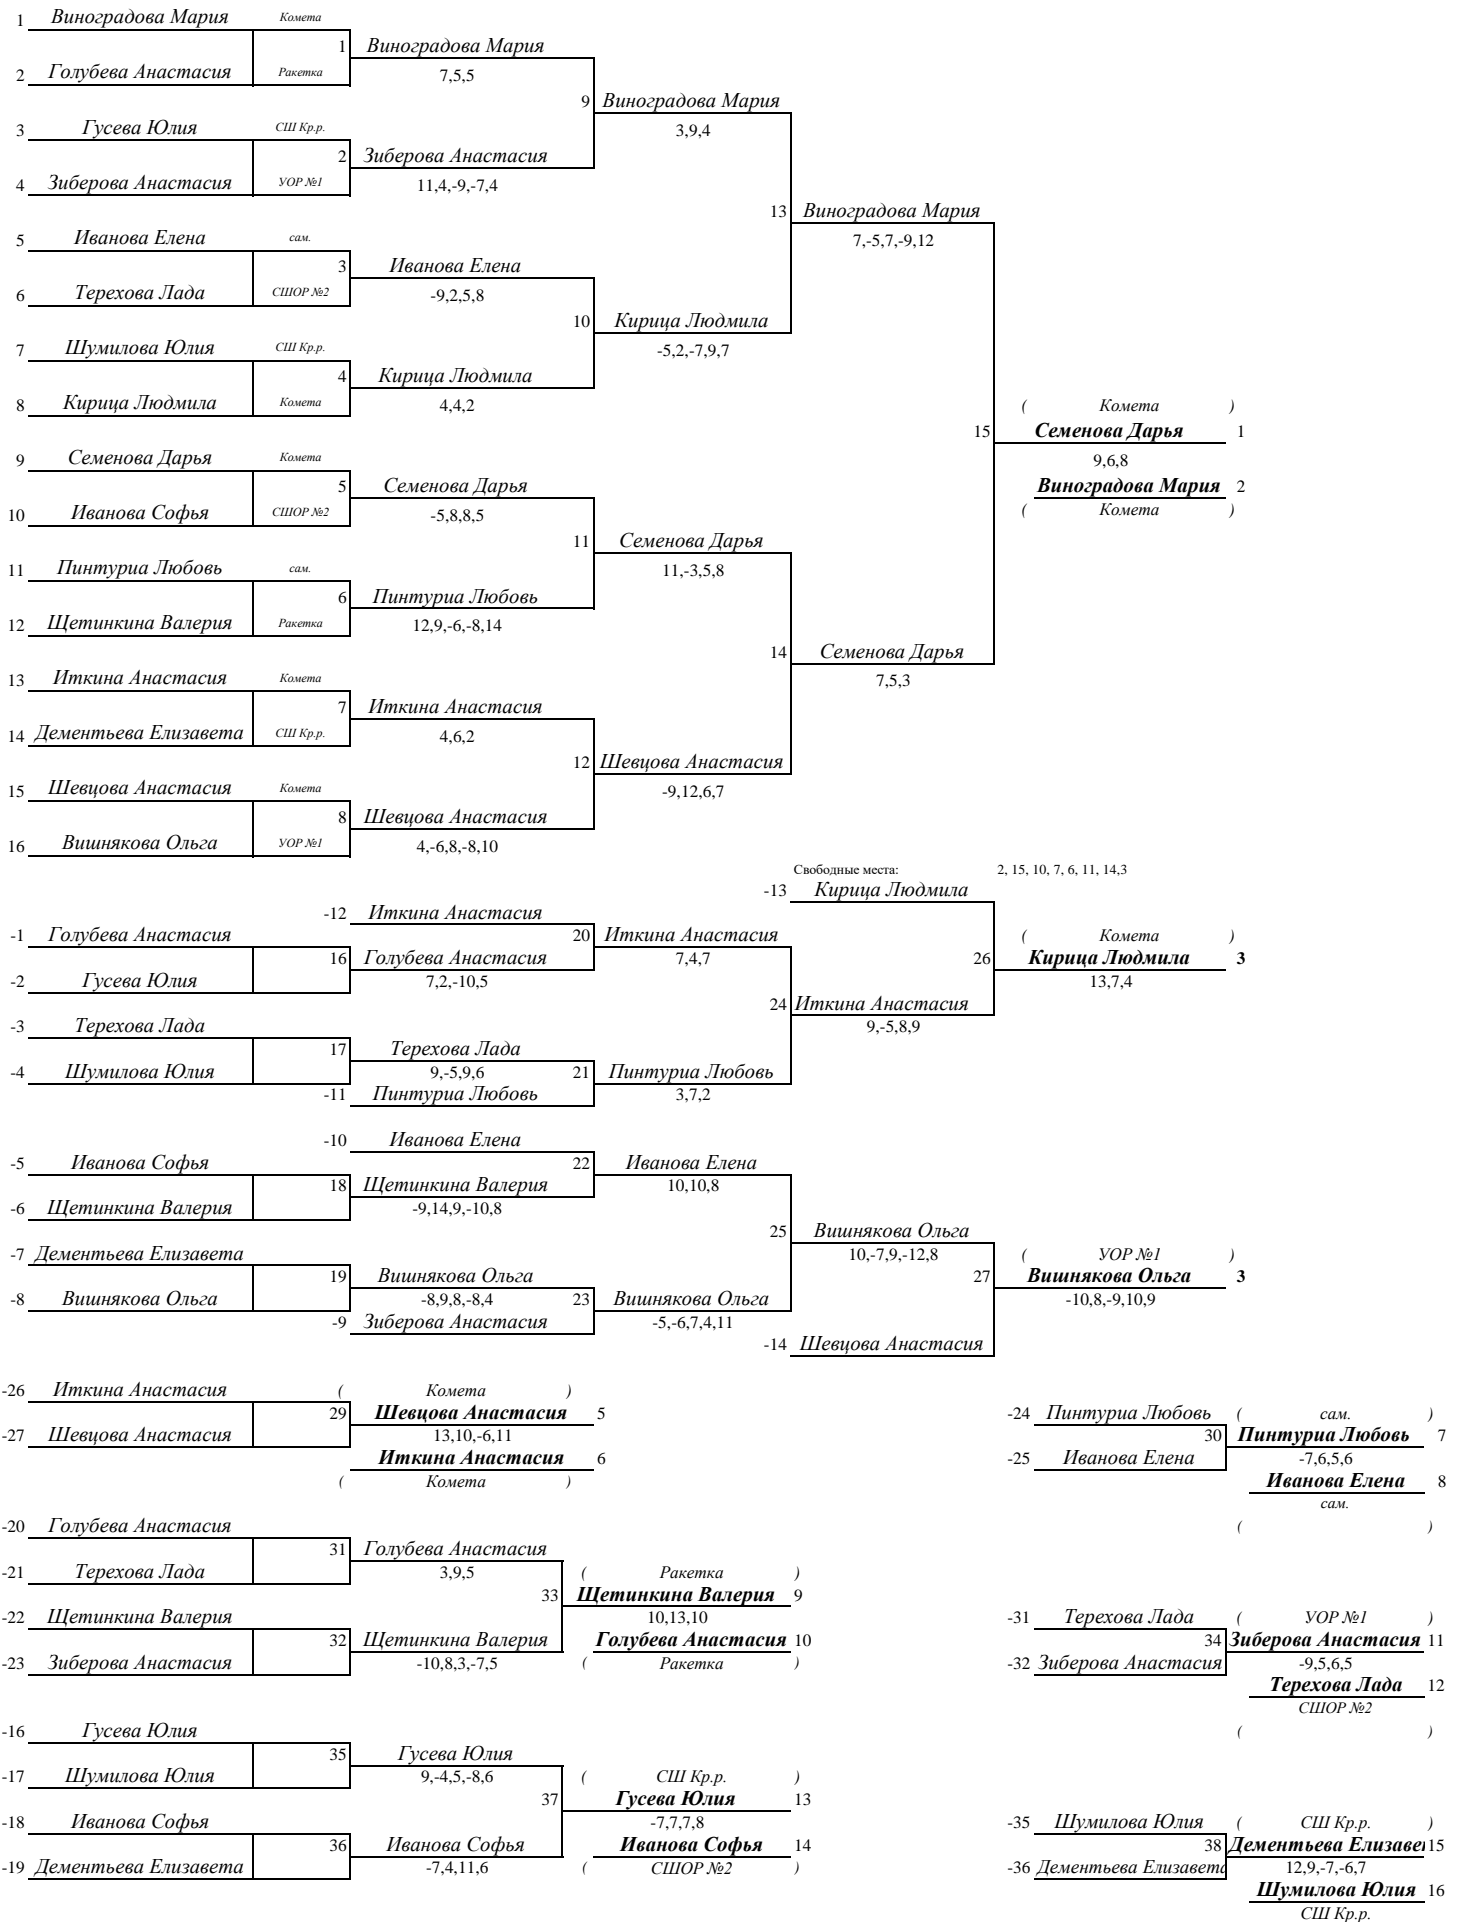 1 Виноградова Мария Комета
1 Виноградова Мария
2 Голубева Анастасия Ракетка
7,5,5
9 Виноградова Мария
3 Гусева Юлия СШ Кр.р.
3,9,4
2 Зиберова Анастасия
4 Зиберова Анастасия УОР №1
11,4,-9,-7,4
13 Виноградова Мария
5 Иванова Елена сам.
7,-5,7,-9,12
3 Иванова Елена
6 Терехова Лада СШОР №2
-9,2,5,8
10 Кирица Людмила
7 Шумилова Юлия СШ Кр.р.
-5,2,-7,9,7
4 Кирица Людмила
8 Кирица Людмила Комета
4,4,2
( Комета )
15 Семенова Дарья 1
9 Семенова Дарья Комета
9,6,8
5 Семенова Дарья
Виноградова Мария 2
10 Иванова Софья СШОР №2
-5,8,8,5
( Комета )
11 Семенова Дарья
11 Пинтуриа Любовь сам.
11,-3,5,8
6 Пинтуриа Любовь
12 Щетинкина Валерия Ракетка
12,9,-6,-8,14
14 Семенова Дарья
13 Иткина Анастасия Комета
7,5,3
7 Иткина Анастасия
14 Дементьева Елизавета СШ Кр.р.
4,6,2
12 Шевцова Анастасия
15 Шевцова Анастасия Комета
-9,12,6,7
8 Шевцова Анастасия
16 Вишнякова Ольга УОР №1
4,-6,8,-8,10
Свободные места: 2, 15, 10, 7, 6, 11, 14,3
-13 Кирица Людмила
-12 Иткина Анастасия
-1 Голубева Анастасия
20 Иткина Анастасия
( Комета )
16 Голубева Анастасия
7,4,7
26 Кирица Людмила 3
-2 Гусева Юлия
7,2,-10,5
13,7,4
24 Иткина Анастасия
-3 Терехова Лада
9,-5,8,9
17 Терехова Лада
-4 Шумилова Юлия
9,-5,9,6
21 Пинтуриа Любовь
-11 Пинтуриа Любовь
3,7,2
-10 Иванова Елена
-5 Иванова Софья
22 Иванова Елена
18 Щетинкина Валерия
10,10,8
-6 Щетинкина Валерия
-9,14,9,-10,8
25 Вишнякова Ольга
-7 Дементьева Елизавета
10,-7,9,-12,8
( УОР №1 )
19 Вишнякова Ольга
27 Вишнякова Ольга 3
-8 Вишнякова Ольга
-8,9,8,-8,4
23 Вишнякова Ольга
-10,8,-9,10,9
-9 Зиберова Анастасия
-5,-6,7,4,11
-14 Шевцова Анастасия
-26 Иткина Анастасия
( Комета )
29 Шевцова Анастасия 5
-27 Шевцова Анастасия
13,10,-6,11
Иткина Анастасия 6
( Комета )
-24 Пинтуриа Любовь
( сам. )
30 Пинтуриа Любовь 7
-25 Иванова Елена
-7,6,5,6
Иванова Елена 8
сам.
( )
-20 Голубева Анастасия
31 Голубева Анастасия
-21 Терехова Лада
3,9,5
( Ракетка )
33 Щетинкина Валерия 9
-22 Щетинкина Валерия
10,13,10
32 Щетинкина Валерия
Голубева Анастасия 10
-23 Зиберова Анастасия
-10,8,3,-7,5
( Ракетка )
-31 Терехова Лада
( УОР №1 )
34 Зиберова Анастасия 11
-32 Зиберова Анастасия
-9,5,6,5
Терехова Лада 12
СШОР №2
( )
-16 Гусева Юлия
35 Гусева Юлия
-17 Шумилова Юлия
9,-4,5,-8,6
( СШ Кр.р. )
37 Гусева Юлия 13
-18 Иванова Софья
-7,7,7,8
36 Иванова Софья
Иванова Софья 14
-19 Дементьева Елизавета
-7,4,11,6
( СШОР №2 )
-35 Шумилова Юлия
( СШ Кр.р. )
38 Дементьева Елизаве 15
-36 Дементьева Елизавета
12,9,-7,-6,7
Шумилова Юлия 16
СШ Кр.р.